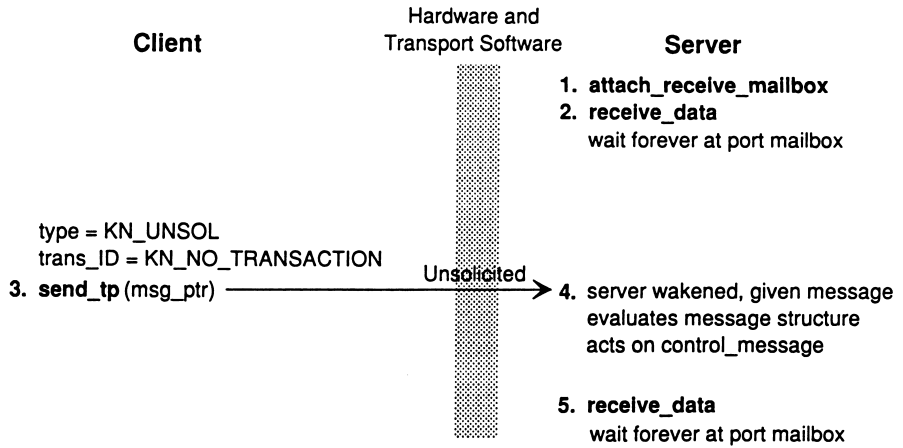 Hardware and
Transport Software
Client
Server
1. attach_receive_mailbox
2. receive_data
wait forever at port mailbox
type = KN_UNSOL
trans_ID = KN_NO_TRANSACTION
3. send_tp (msg_ptr)
Unsolicited
4. server wakened, given message
evaluates message structure
acts on control_message
5. receive_data
wait forever at port mailbox